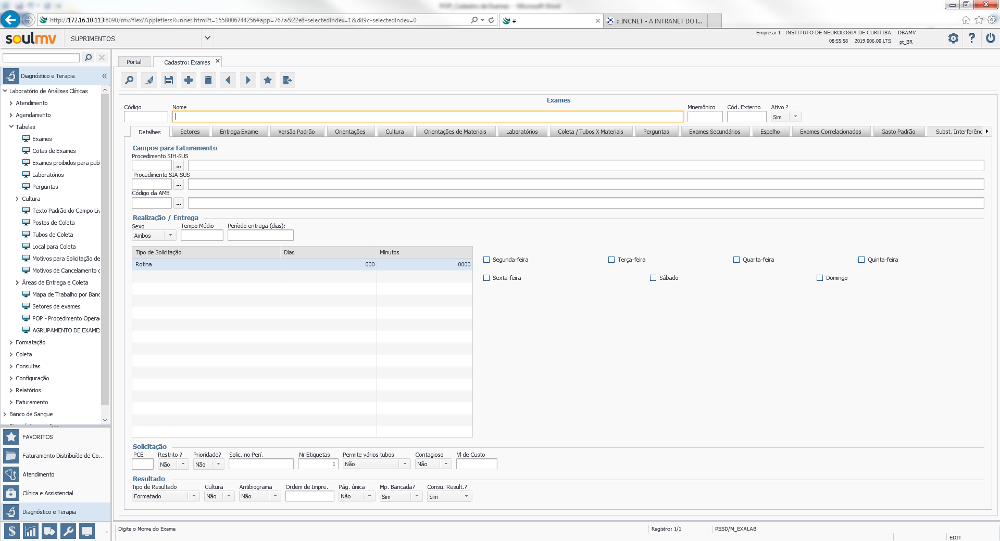 POP_Cadastro de Exames - Microsoft Word
http://172.16.10.113:8090/mv/flex/AppletlessRunner.html?t=1558006744256#app=767a&22e8-selectedIndex=1&d89c-selectedIndex=0
#
:: INCNET - A INTRANET DO I...
soulmv
SUPRIMENTOS
Empresa: 1 - INSTITUTO DE NEUROLOGIA DE CURITIBA DBAMV
08:55:58 2019.006.00.LTS pt_BR
Diagnóstico e Terapia
Laboratório de Análises Clínicas
Atendimento
Agendamento
Tabelas
Exames
Cotas de Exames
Exames proibidos para publ
Laboratórios
Perguntas
Cultura
Texto Padrão do Campo Liv
Postos de Coleta
Tubos de Coleta
Local para Coleta
Motivos para Solicitação de
Motivos de Cancelamento d
Áreas de Entrega e Coleta
Mapa de Trabalho por Banc
Setores de exames
POP - Procedimento Opera
AGRUPAMENTO DE EXAMES
Formatação
Coleta
Consultas
Configuração
Relatórios
Faturamento
Banco de Sangue
FAVORITOS
Faturamento Distribuído de Co...
Atendimento
Clínica e Assistencial
Diagnóstico e Terapia
Portal
Cadastro: Exames
Exames
Código Nome Mnemônico Cód. Externo Ativo ?
Sim
Detalhes Setores Entrega Exame Versão Padrão Orientações Cultura Orientações de Materiais Laboratórios Coleta / Tubos X Materiais Perguntas Exames Secundários Espelho Exames Correlacionados Gasto Padrão Subst. Interferênc
Campos para Faturamento
Procedimento SIH-SUS
...
Procedimento SIA-SUS
...
Código da AMB
...
Realização / Entrega
Sexo Tempo Médio Período entrega (dias):
Ambos
Tipo de Solicitação Dias Minutos
Rotina 000 0000
Segunda-feira Terça-feira Quarta-feira Quinta-feira
Sexta-feira Sábado Domingo
Solicitação
PCE Restrito ? Prioridade? Solic. no Perí. Nr Etiquetas Permite vários tubos Contagioso Vl de Custo
Não Não 1 Não Não
Resultado
Tipo de Resultado Cultura Antibiograma Ordem de Impre. Pág. única Mp. Bancada? Consu. Result.?
Formatado Não Não Não Sim Sim
Digite o Nome do Exame Registro: 1/1 PSSD/M_EXALAB
EDIT